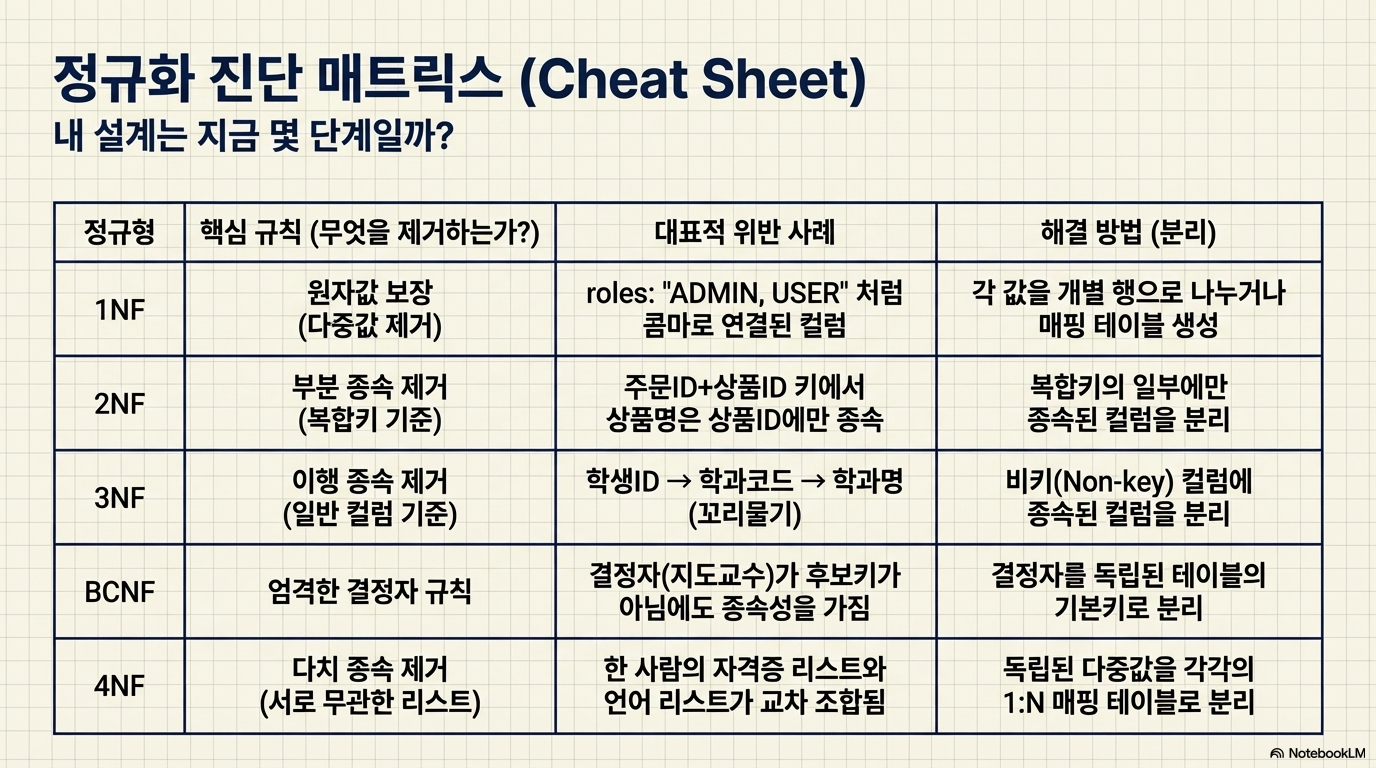 정규화 진단 매트릭스 (Cheat Sheet)
내 설계는 지금 몇 단계일까?
정규형
핵심 규칙 (무엇을 제거하는가?)
대표적 위반 사례
해결 방법 (분리)
1NF
원자값 보장
(다중값 제거)
roles: "ADMIN, USER" 처럼
콤마로 연결된 컬럼
각 값을 개별 행으로 나누거나
매핑 테이블 생성
2NF
부분 종속 제거
(복합키 기준)
주문ID+상품ID 키에서
상품명은 상품ID에만 종속
복합키의 일부에만
종속된 컬럼을 분리
3NF
이행 종속 제거
(일반 컬럼 기준)
학생ID → 학과코드 → 학과명
(꼬리물기)
비키(Non-key) 컬럼에
종속된 컬럼을 분리
BCNF
엄격한 결정자 규칙
결정자(지도교수)가 후보키가
아님에도 종속성을 가짐
결정자를 독립된 테이블의
기본키로 분리
4NF
다치 종속 제거
(서로 무관한 리스트)
한 사람의 자격증 리스트와
언어 리스트가 교차 조합됨
독립된 다중값을 각각의
1:N 매핑 테이블로 분리
NotebookLM